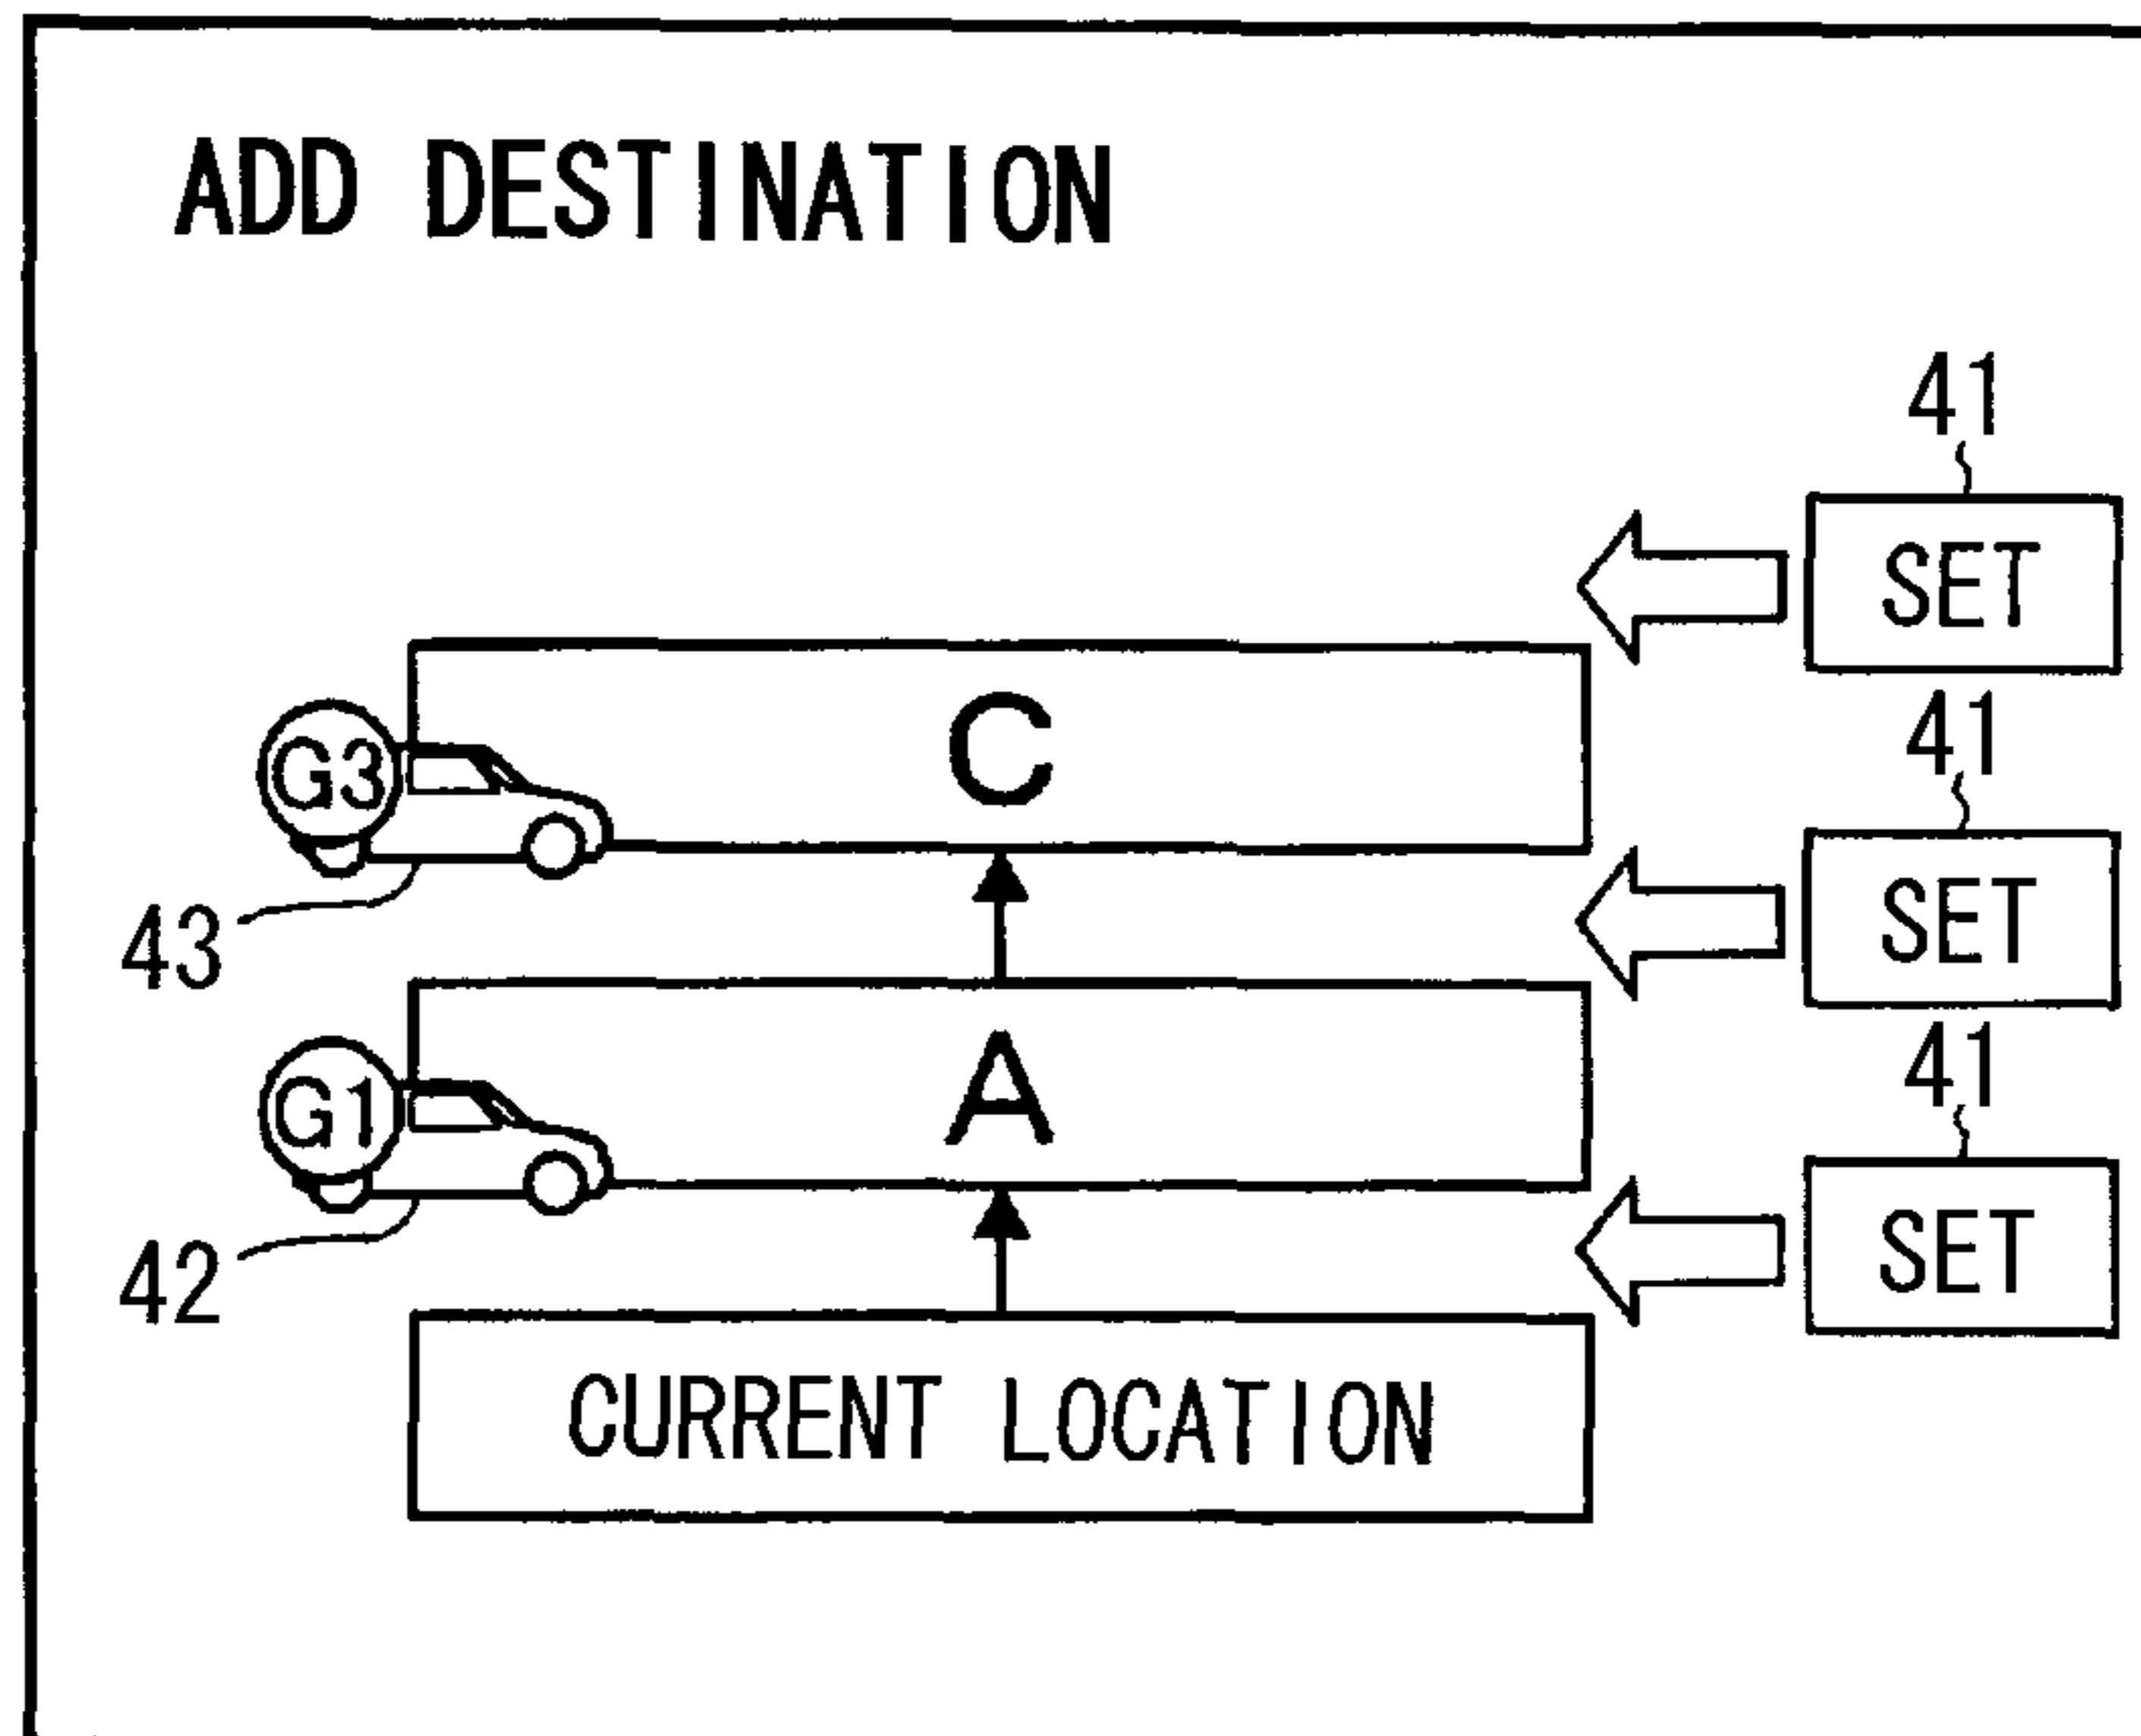 ADD DESTINATION
41
SET
C
41
G3
SET
43
A
41
G1
SET
42
CURRENT LOCATION